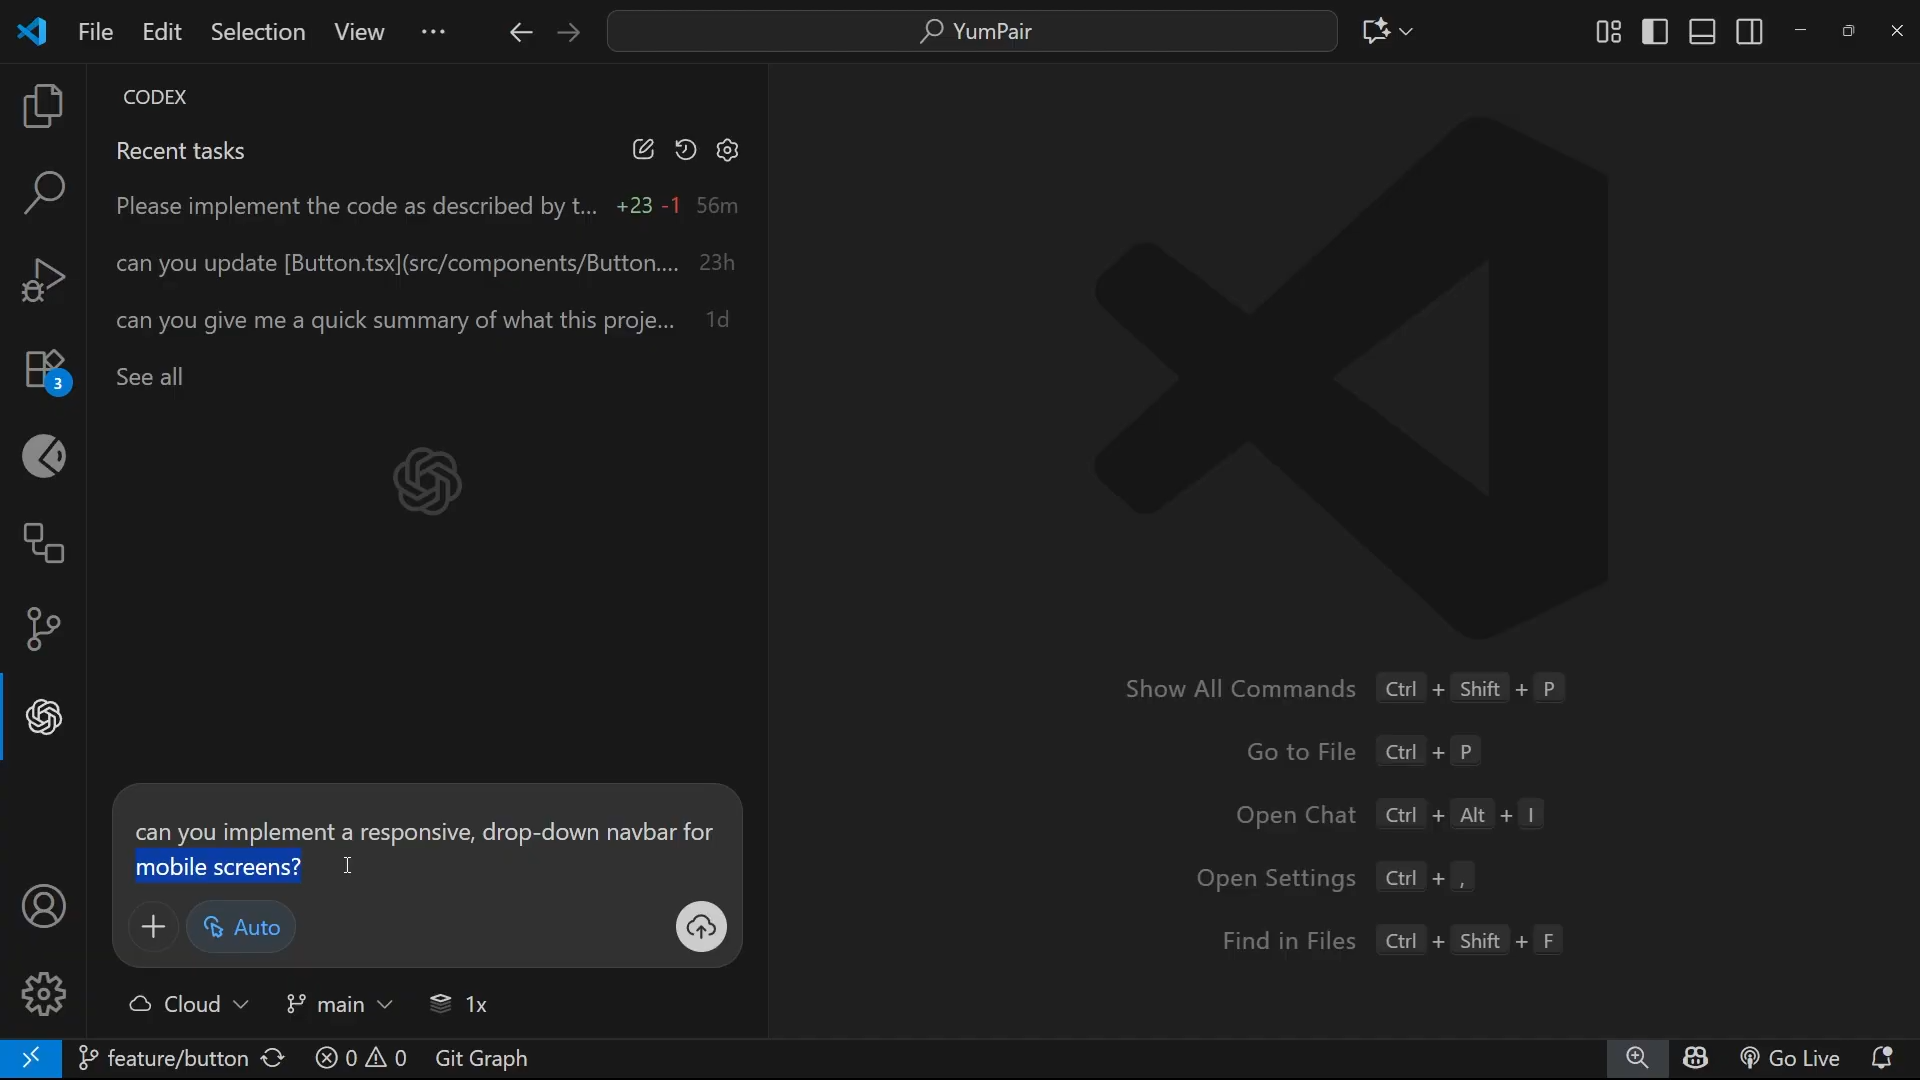 File Edit Selection View ···
YumPair
CODEX
Recent tasks
Please implement the code as described by t... +23 -1 56m
can you update [Button.tsx](src/components/Button.... 23h
can you give me a quick summary of what this proje... 1d
See all
3
can you implement a responsive, drop-down navbar for
mobile screens?
Auto
Cloud main 1x
Show All Commands Ctrl + Shift + P
Go to File Ctrl + P
Open Chat Ctrl + Alt + I
Open Settings Ctrl + ,
Find in Files Ctrl + Shift + F
feature/button 0 0 Git Graph Go Live